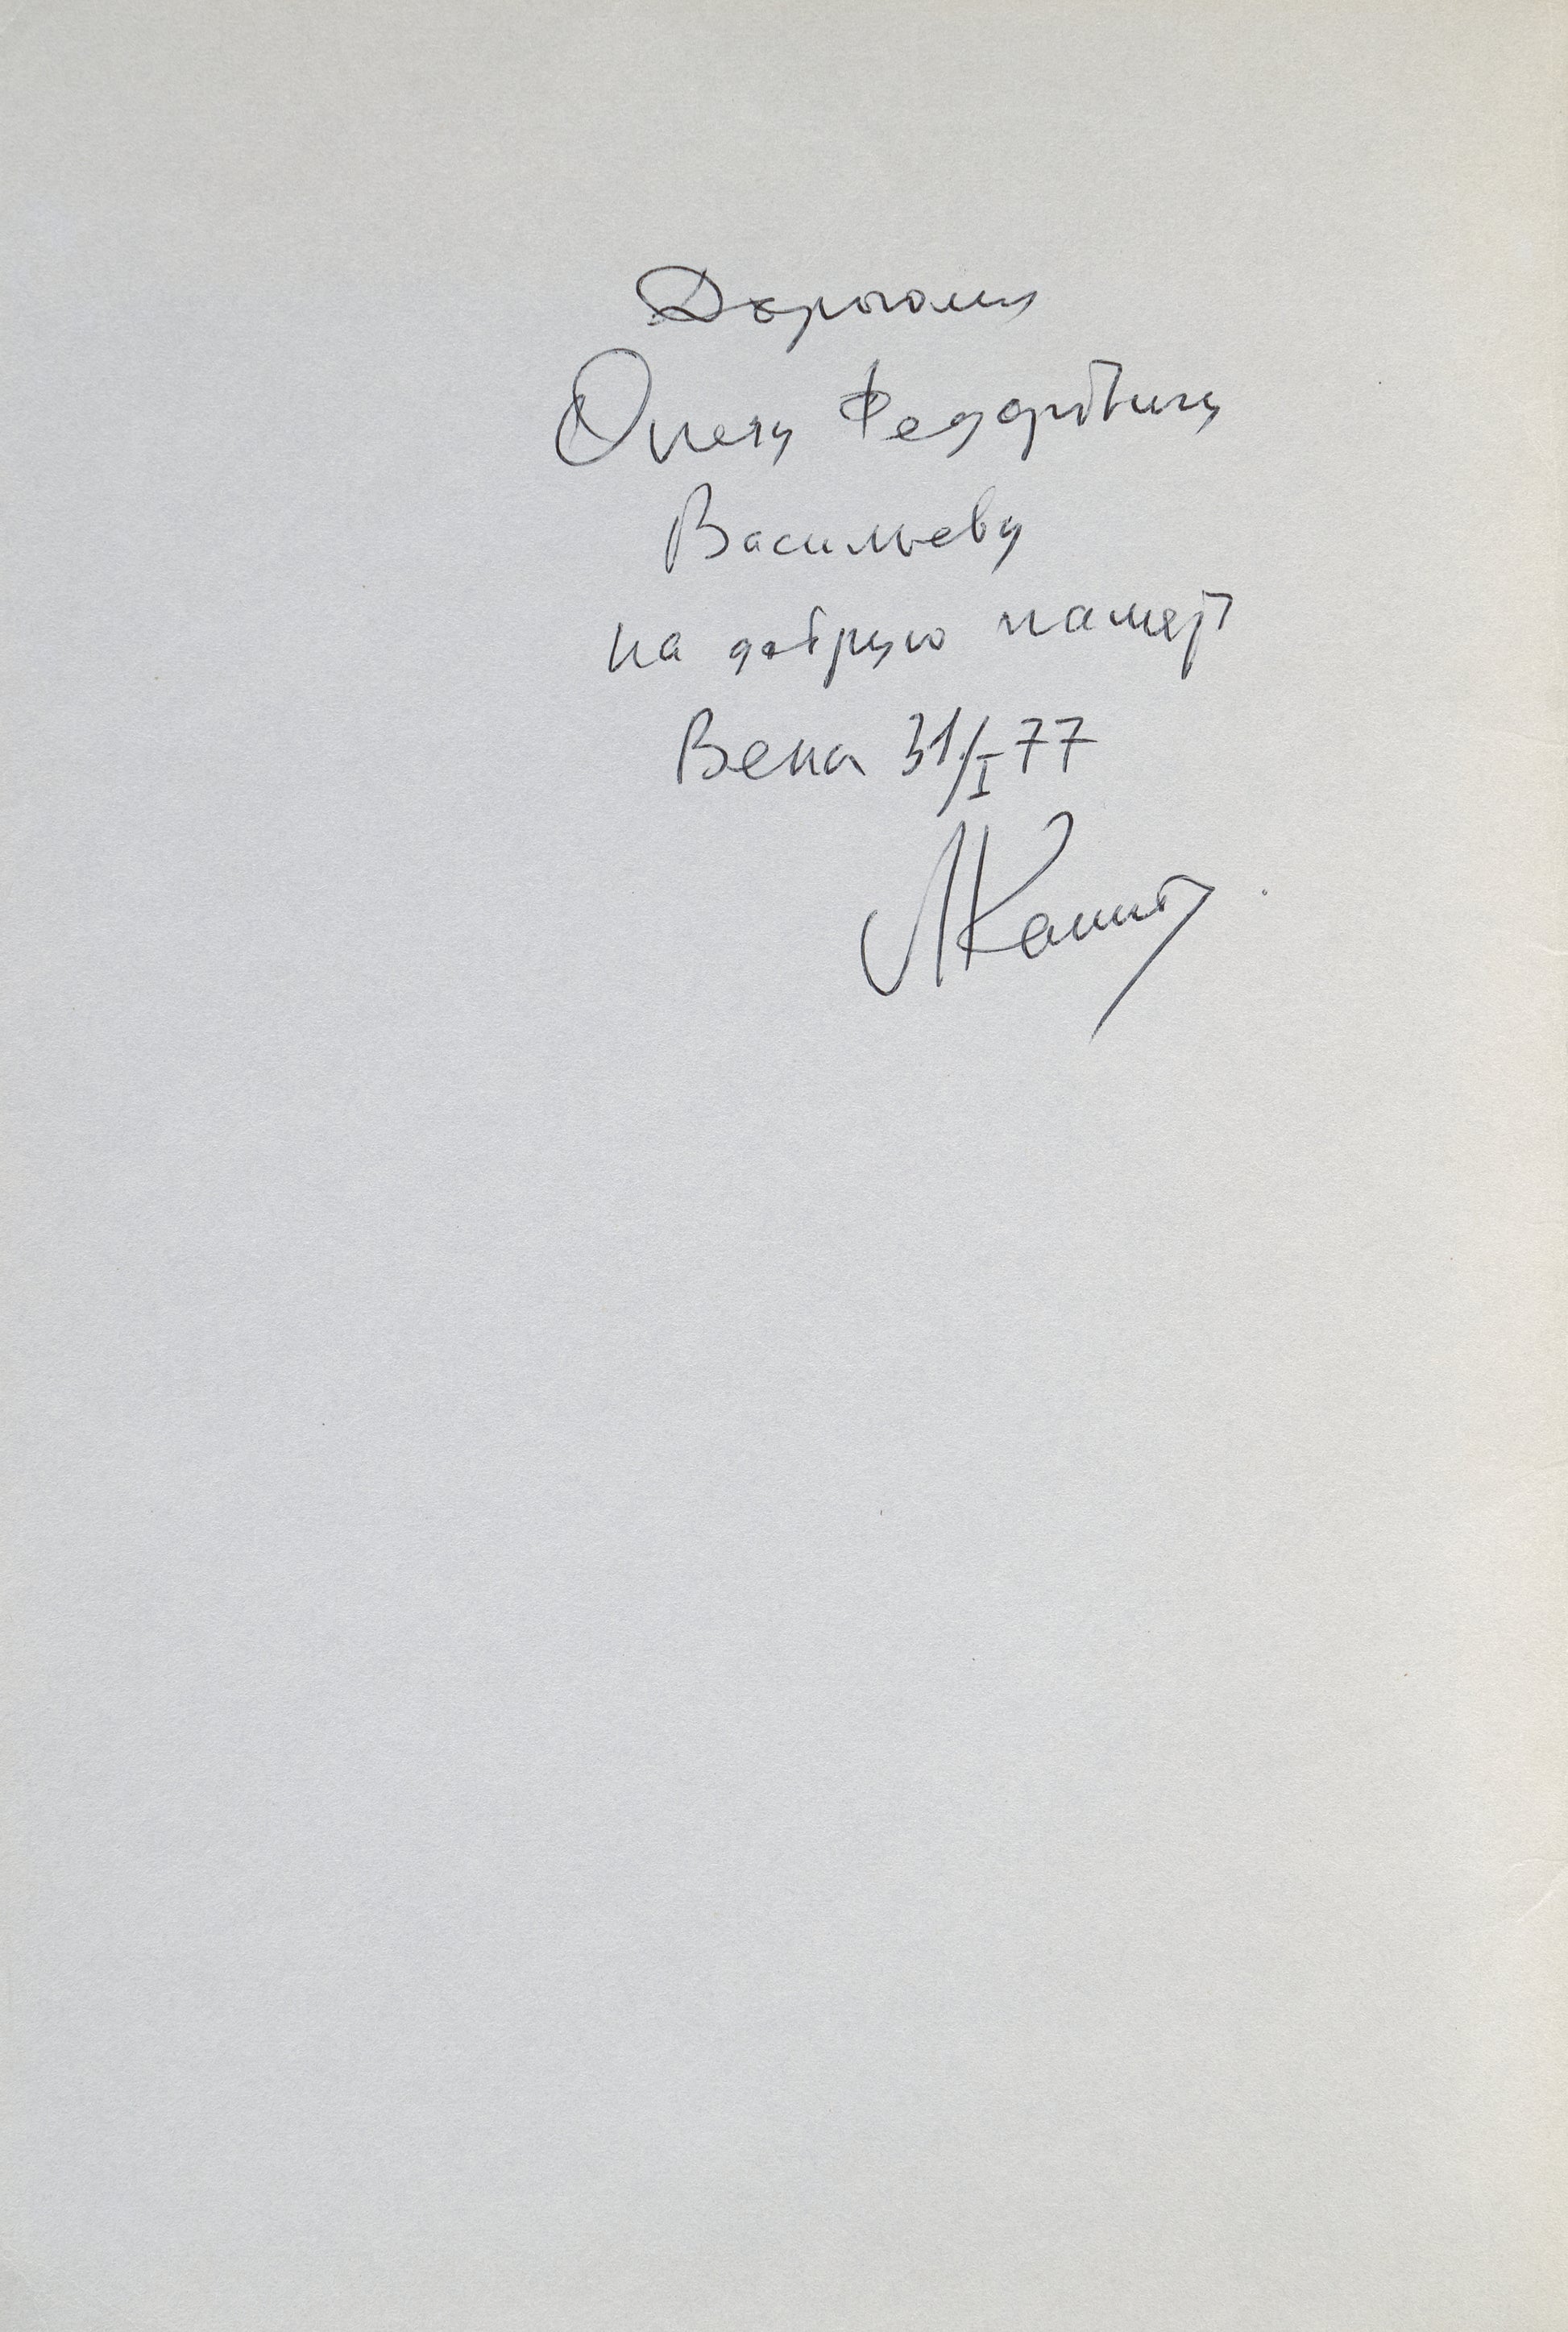 Дорогому
Олегу Федоровичу
Васильеву
на добрую память
Вена 31/I 77